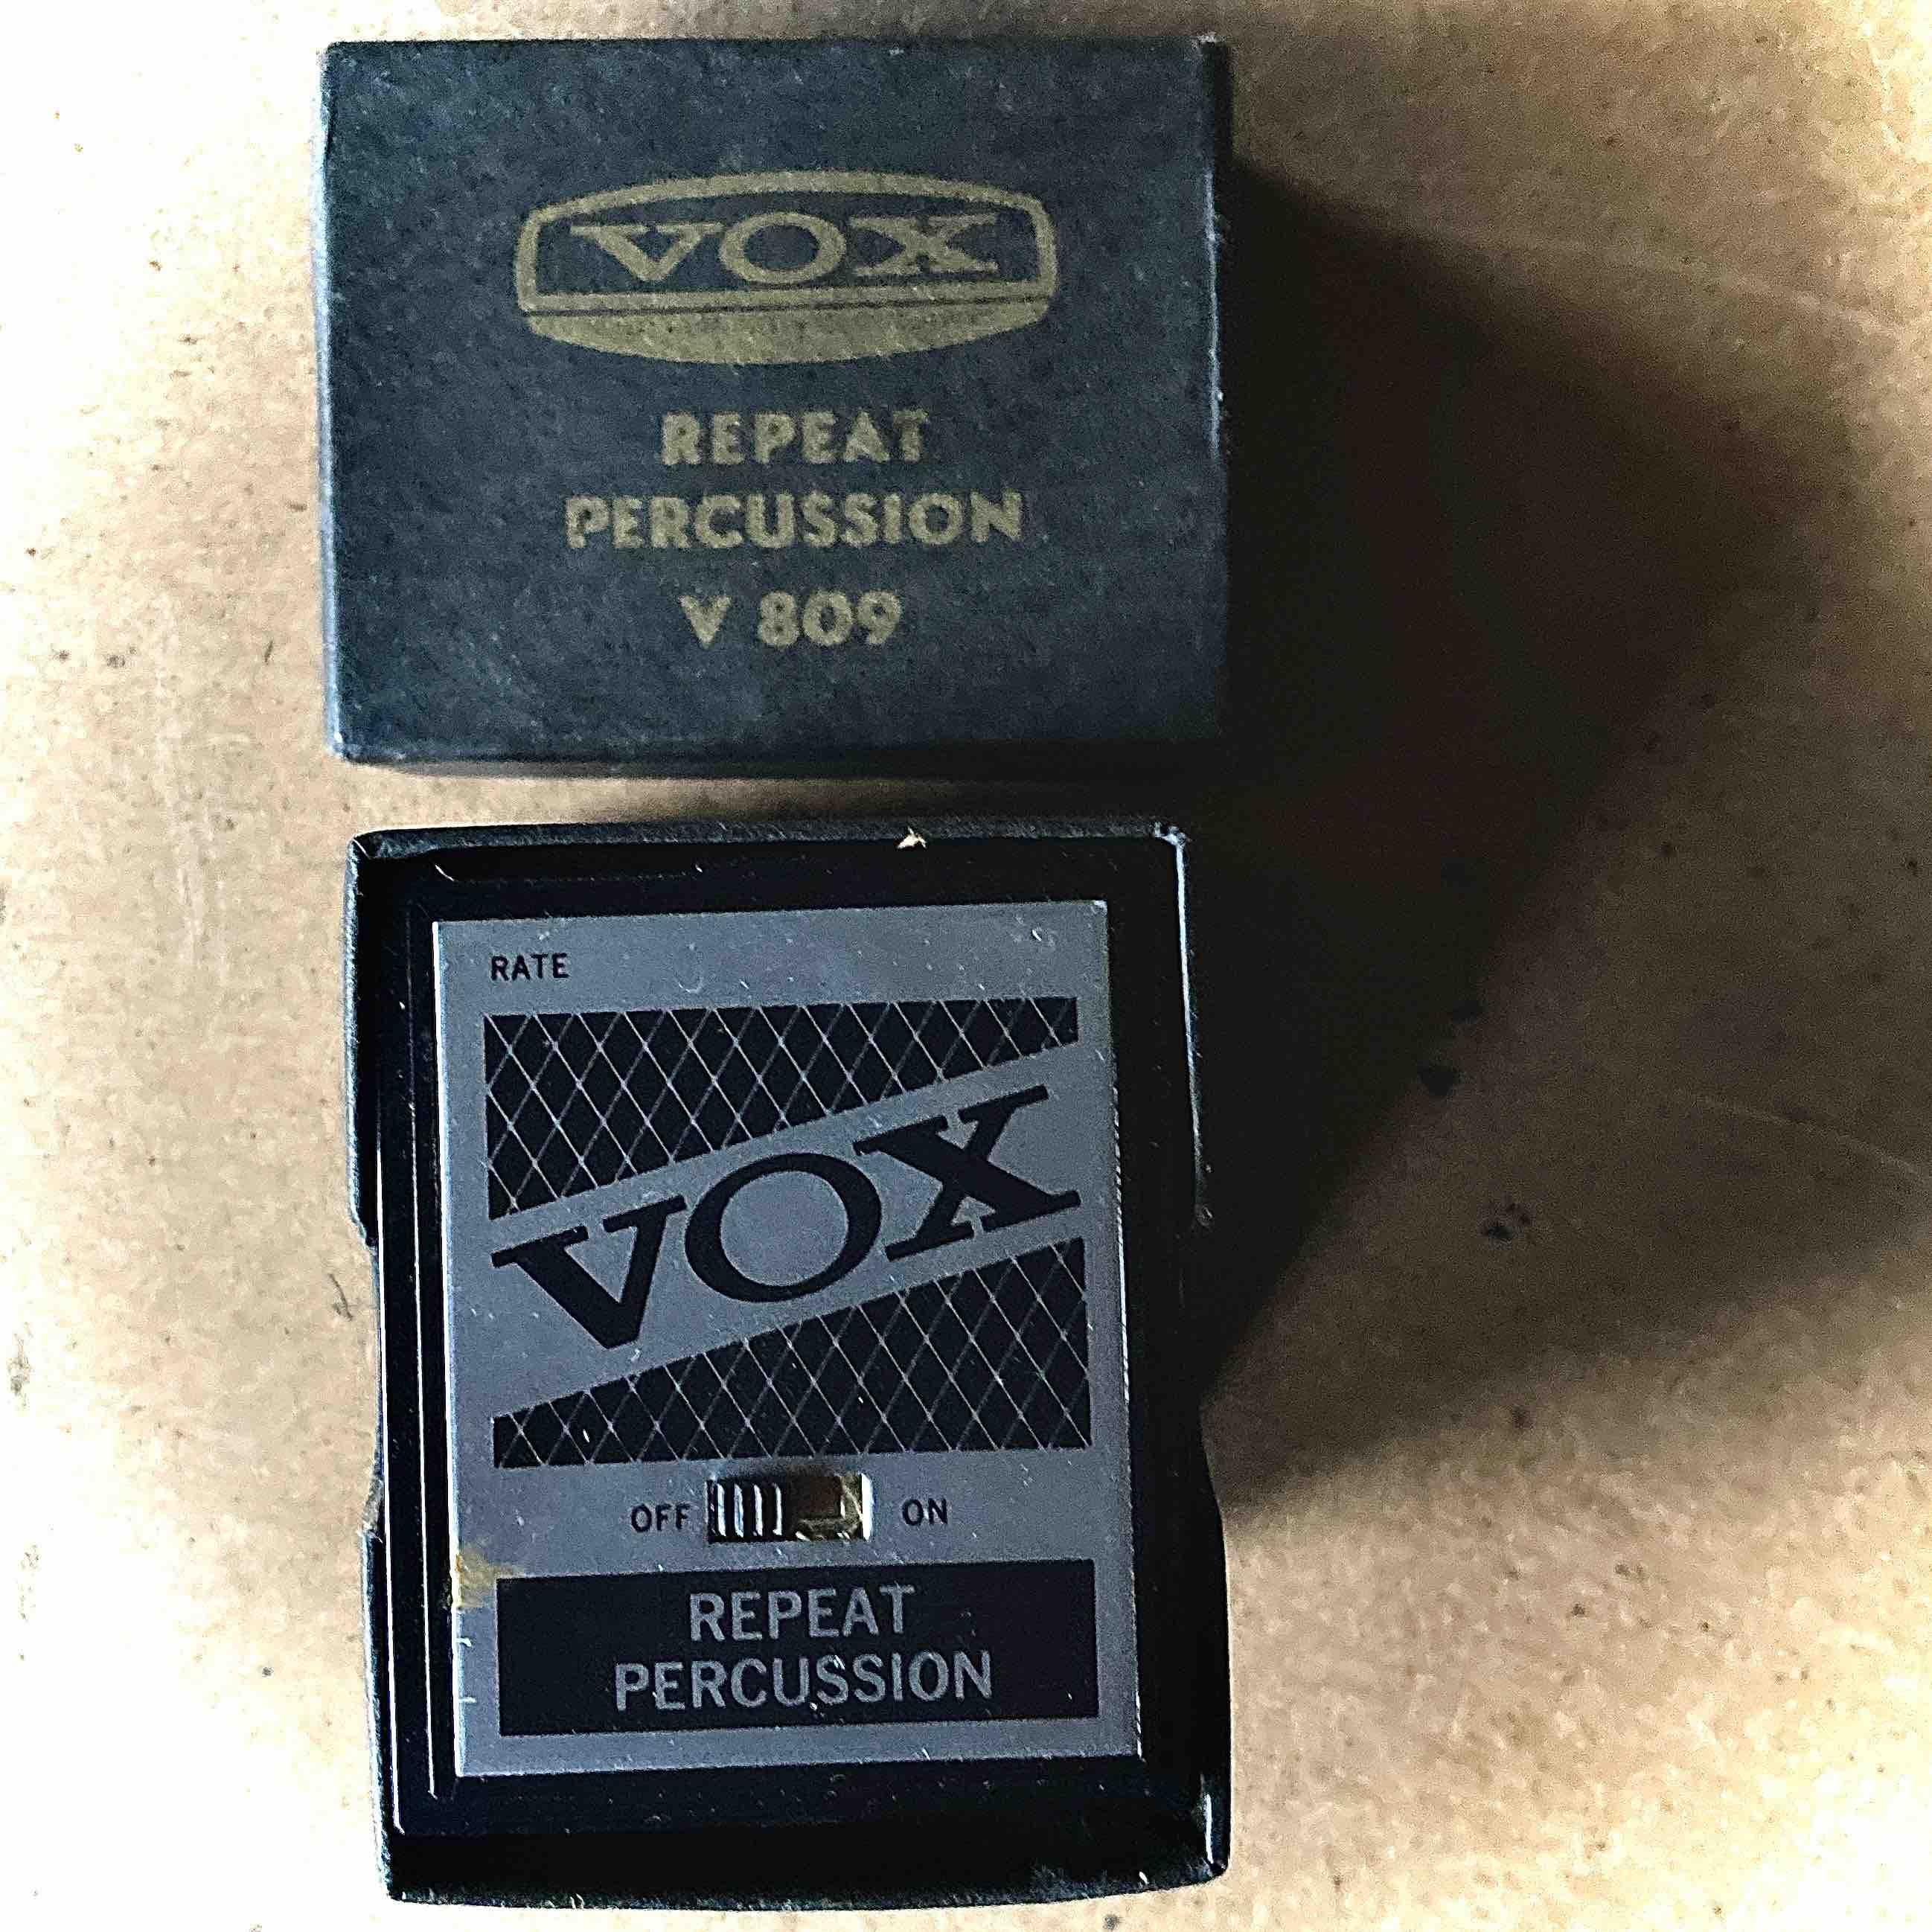 VOX
REPEAT
PERCUSSION
V 809
RATE
VOX
OFF ON
REPEAT
PERCUSSION